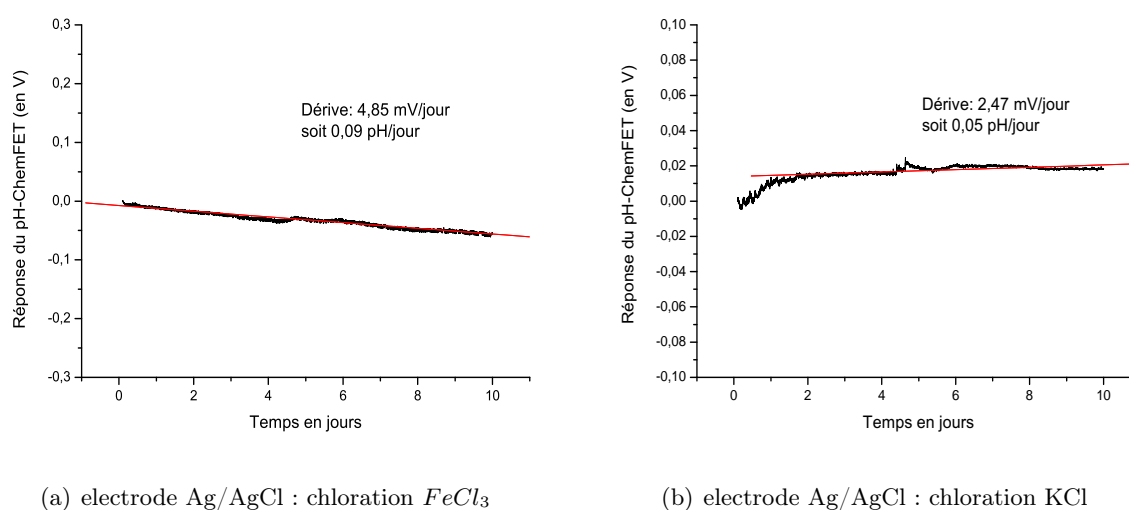 0,3
0,2
0,1
0,0
-0,1
-0,2
-0,3
Réponse du pH-ChemFET (en V)
Dérive: 4,85 mV/jour
soit 0,09 pH/jour
0 2 4 6 8 10
Temps en jours
(a) electrode Ag/AgCl : chloration FeCl3
0,10
0,08
0,06
0,04
0,02
0,00
-0,02
-0,04
-0,06
-0,08
-0,10
Réponse du pH-ChemFET (en V)
Dérive: 2,47 mV/jour
soit 0,05 pH/jour
0 2 4 6 8 10
Temps en jours
(b) electrode Ag/AgCl : chloration KCl